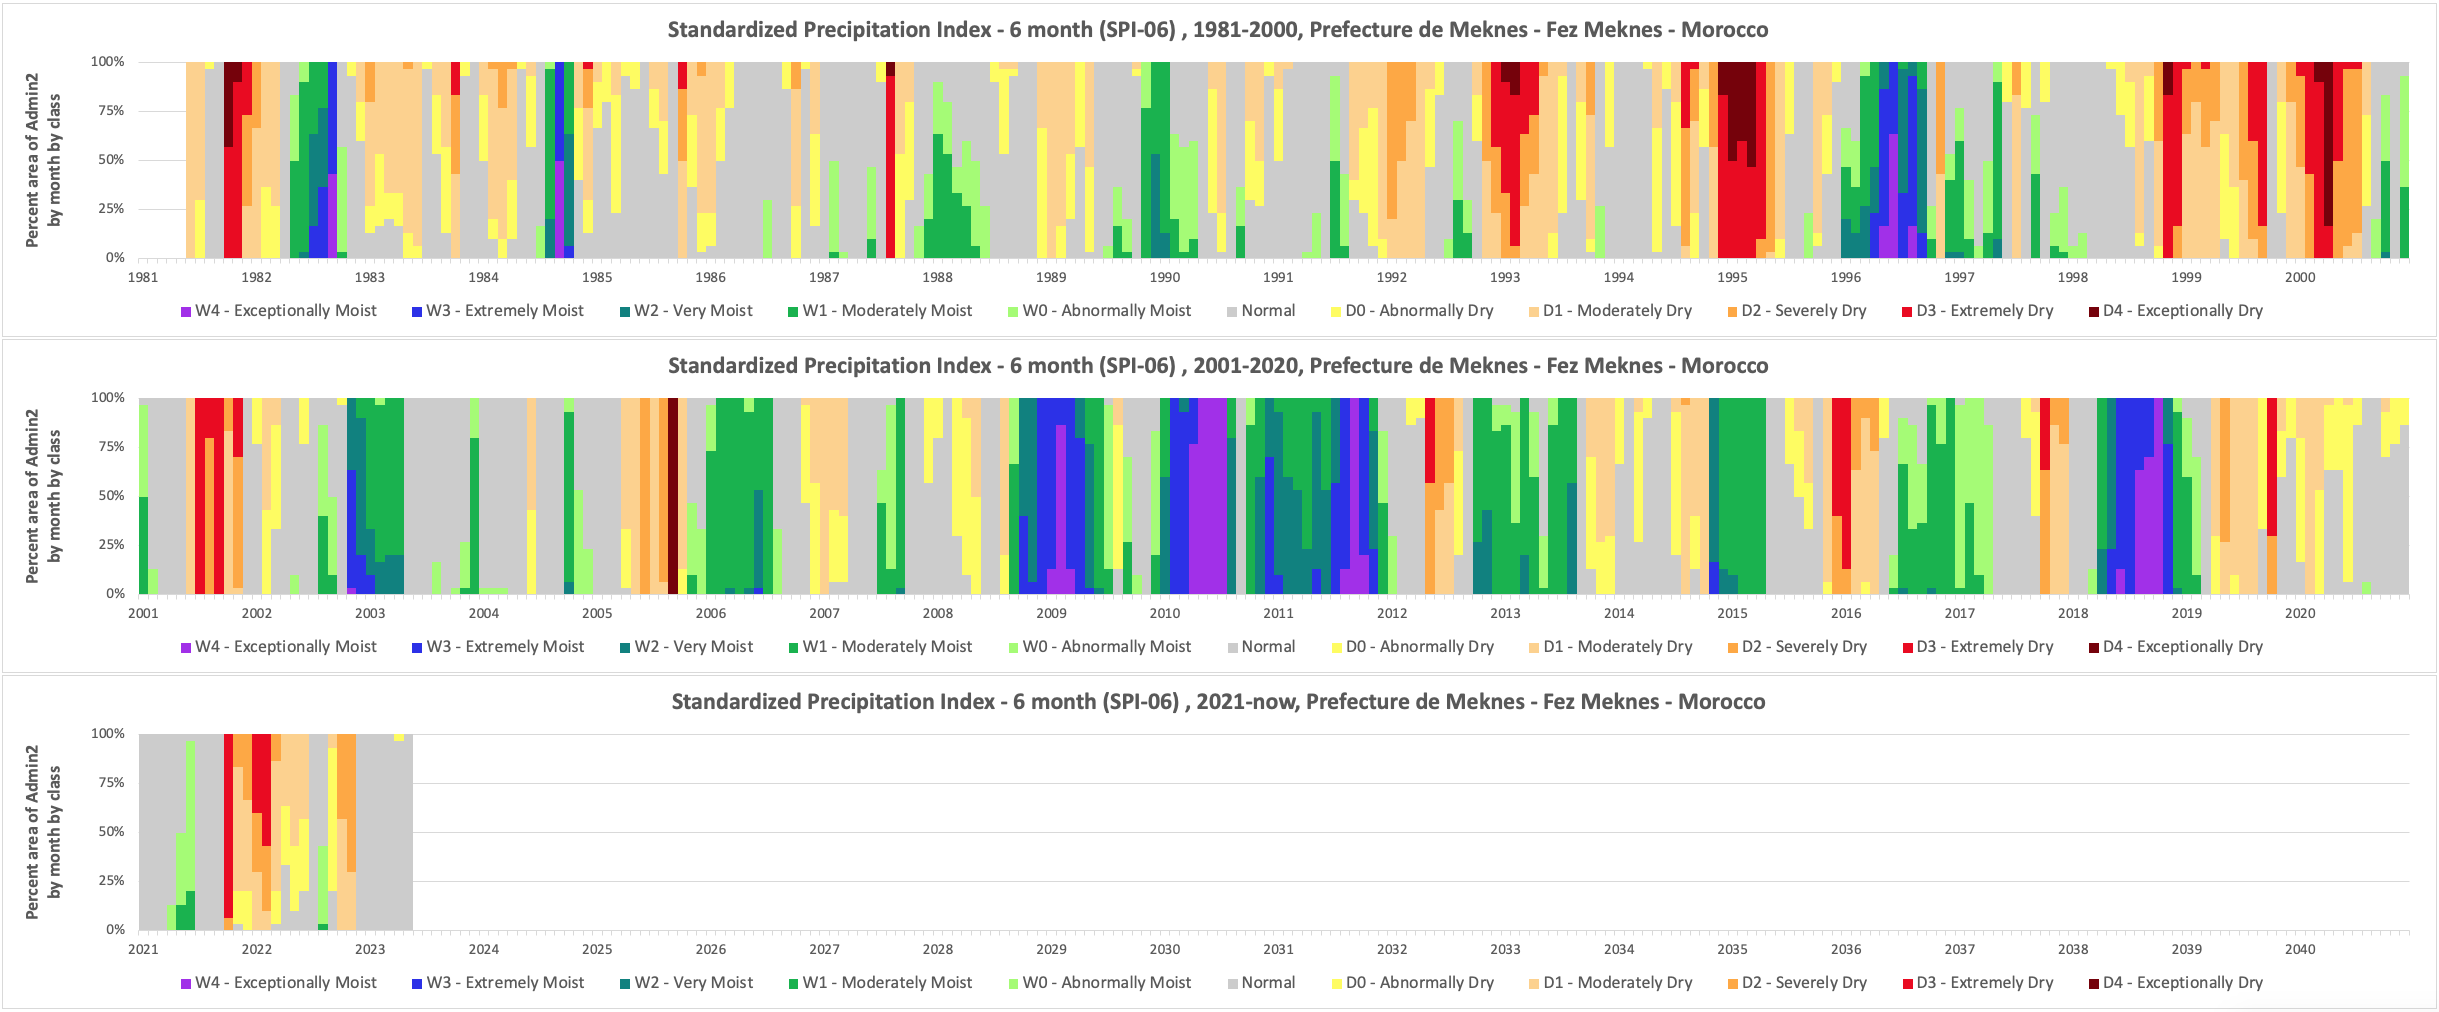 Standardized Precipitation Index - 6 month (SPI-06) , 1981-2000, Prefecture de Meknes - Fez Meknes - Morocco
Percent area of Admin2
by month by class
100%
75%
50%
25%
0%
1981 1982 1983 1984 1985 1986 1987 1988 1989 1990 1991 1992 1993 1994 1995 1996 1997 1998 1999 2000
W4 - Exceptionally Moist W3 - Extremely Moist W2 - Very Moist W1 - Moderately Moist W0 - Abnormally Moist Normal D0 - Abnormally Dry D1 - Moderately Dry D2 - Severely Dry D3 - Extremely Dry D4 - Exceptionally Dry
Standardized Precipitation Index - 6 month (SPI-06) , 2001-2020, Prefecture de Meknes - Fez Meknes - Morocco
Percent area of Admin2
by month by class
100%
75%
50%
25%
0%
2001 2002 2003 2004 2005 2006 2007 2008 2009 2010 2011 2012 2013 2014 2015 2016 2017 2018 2019 2020
W4 - Exceptionally Moist W3 - Extremely Moist W2 - Very Moist W1 - Moderately Moist W0 - Abnormally Moist Normal D0 - Abnormally Dry D1 - Moderately Dry D2 - Severely Dry D3 - Extremely Dry D4 - Exceptionally Dry
Standardized Precipitation Index - 6 month (SPI-06) , 2021-now, Prefecture de Meknes - Fez Meknes - Morocco
Percent area of Admin2
by month by class
100%
75%
50%
25%
0%
2021 2022 2023 2024 2025 2026 2027 2028 2029 2030 2031 2032 2033 2034 2035 2036 2037 2038 2039 2040
W4 - Exceptionally Moist W3 - Extremely Moist W2 - Very Moist W1 - Moderately Moist W0 - Abnormally Moist Normal D0 - Abnormally Dry D1 - Moderately Dry D2 - Severely Dry D3 - Extremely Dry D4 - Exceptionally Dry